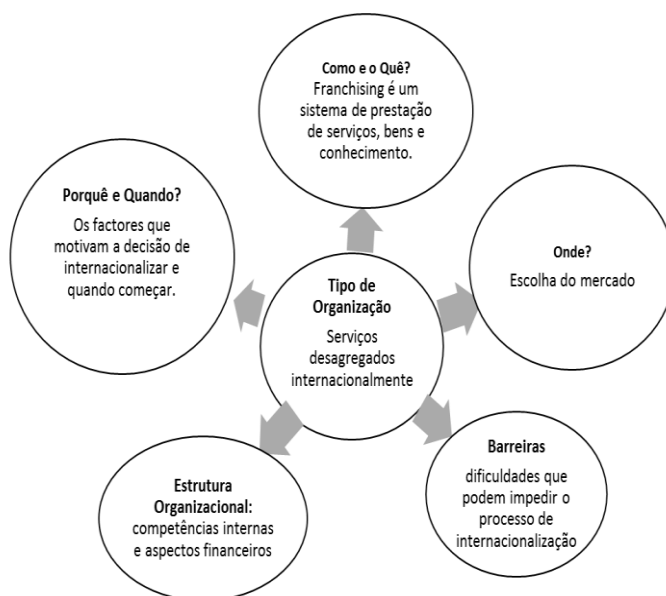 Como e o Quê?
Franchising é um
sistema de prestação
de serviços, bens e
conhecimento.
Porquê e Quando?
Os factores que
motivam a decisão de
internacionalizar e
quando começar.
Onde?
Escolha do mercado
Tipo de
Organização
Serviços
desagregados
internacionalmente
Estrutura
Organizacional:
competências internas
e aspectos financeiros
Barreiras
dificuldades que
podem impedir o
processo de
internacionalização